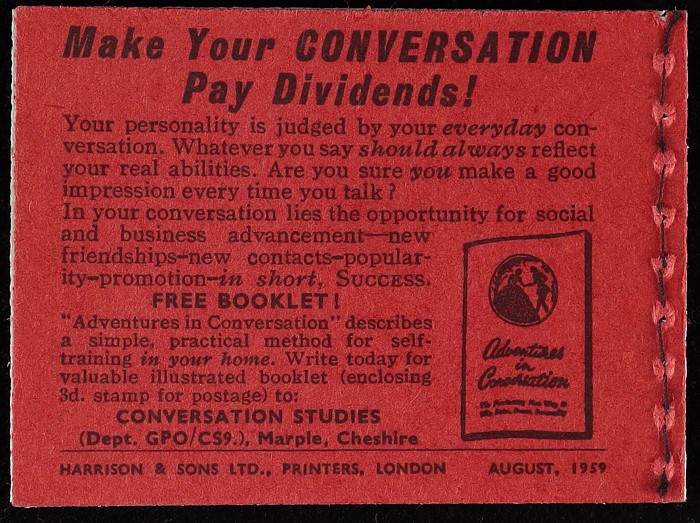 Make Your CONVERSATION
Pay Dividends!
Your personality is judged by your everyday con-
versation. Whatever you say should always reflect
your real abilities. Are you sure you make a good
impression every time you talk?
In your conversation lies the opportunity for social
and business advancement—new
friendships-new contacts-popular-
ity-promotion-in short, SUCCESS.
FREE BOOKLET!
"Adventures in Conversation" describes
a simple, practical method for self-
training in your home. Write today for
valuable illustrated booklet (enclosing
3d. stamp for postage) to:
CONVERSATION STUDIES
(Dept. GPO/CS9.), Marple, Cheshire
Adventures
in
Conversation
HARRISON & SONS LTD., PRINTERS, LONDON AUGUST, 1959